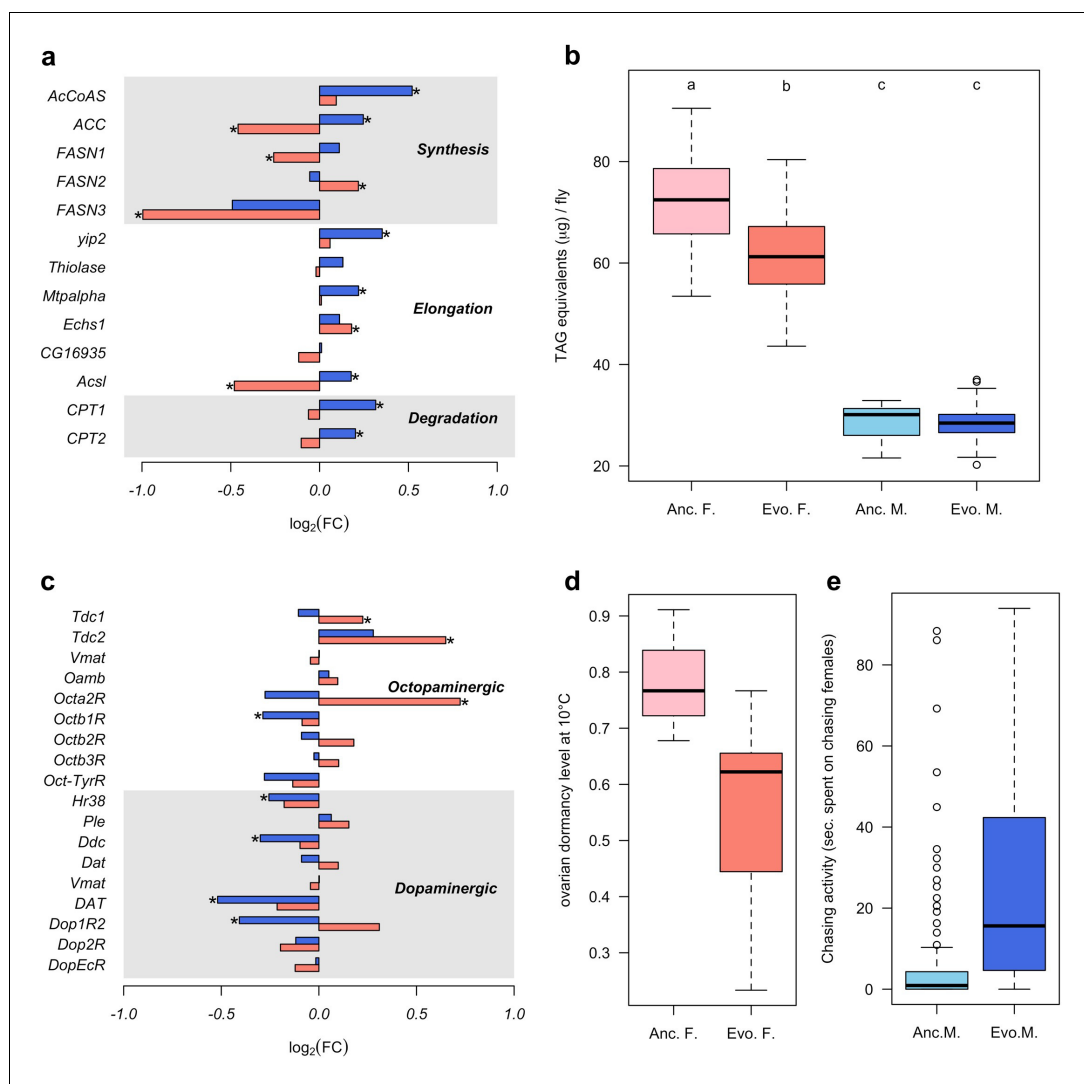 a
AcCoAS
*
ACC
*
*
FASN1
*
Synthesis
FASN2
*
FASN3
*
yip2
*
Thiolase
Mtpalpha
*
Elongation
Echs1
*
CG16935
Acsl
*
*
CPT1
*
Degradation
CPT2
*
-1.0 -0.5 0.0 0.5 1.0
log2(FC)
b
a b c c
TAG equivalents (μg) / fly
80
60
40
20
Anc. F. Evo. F. Anc. M. Evo. M.
c
Tdc1
*
Tdc2
*
Vmat
Oamb
Octopaminergic
Octa2R
*
Octb1R
*
Octb2R
Octb3R
Oct-TyrR
Hr38
*
Ple
Ddc
*
Dat
Vmat
Dopaminergic
DAT
*
Dop1R2
*
Dop2R
DopEcR
-1.0 -0.5 0.0 0.5 1.0
log2(FC)
d
ovarian dormancy level at 10°C
0.9
0.8
0.7
0.6
0.5
0.4
0.3
Anc. F. Evo. F.
e
Chasing activity (sec. spent on chasing females)
80
60
40
20
0
Anc.M. Evo.M.